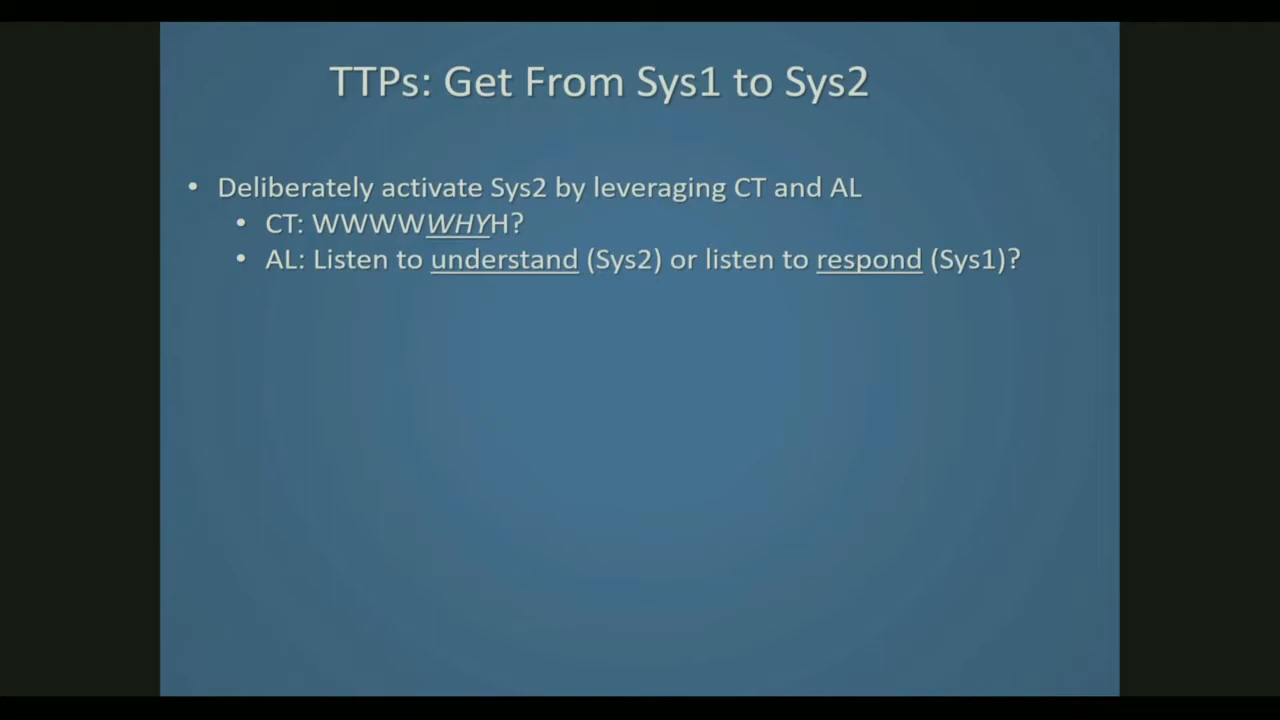 TTPs: Get From Sys1 to Sys2
• Deliberately activate Sys2 by leveraging CT and AL
• CT: WWWWWHYH?
• AL: Listen to understand (Sys2) or listen to respond (Sys1)?